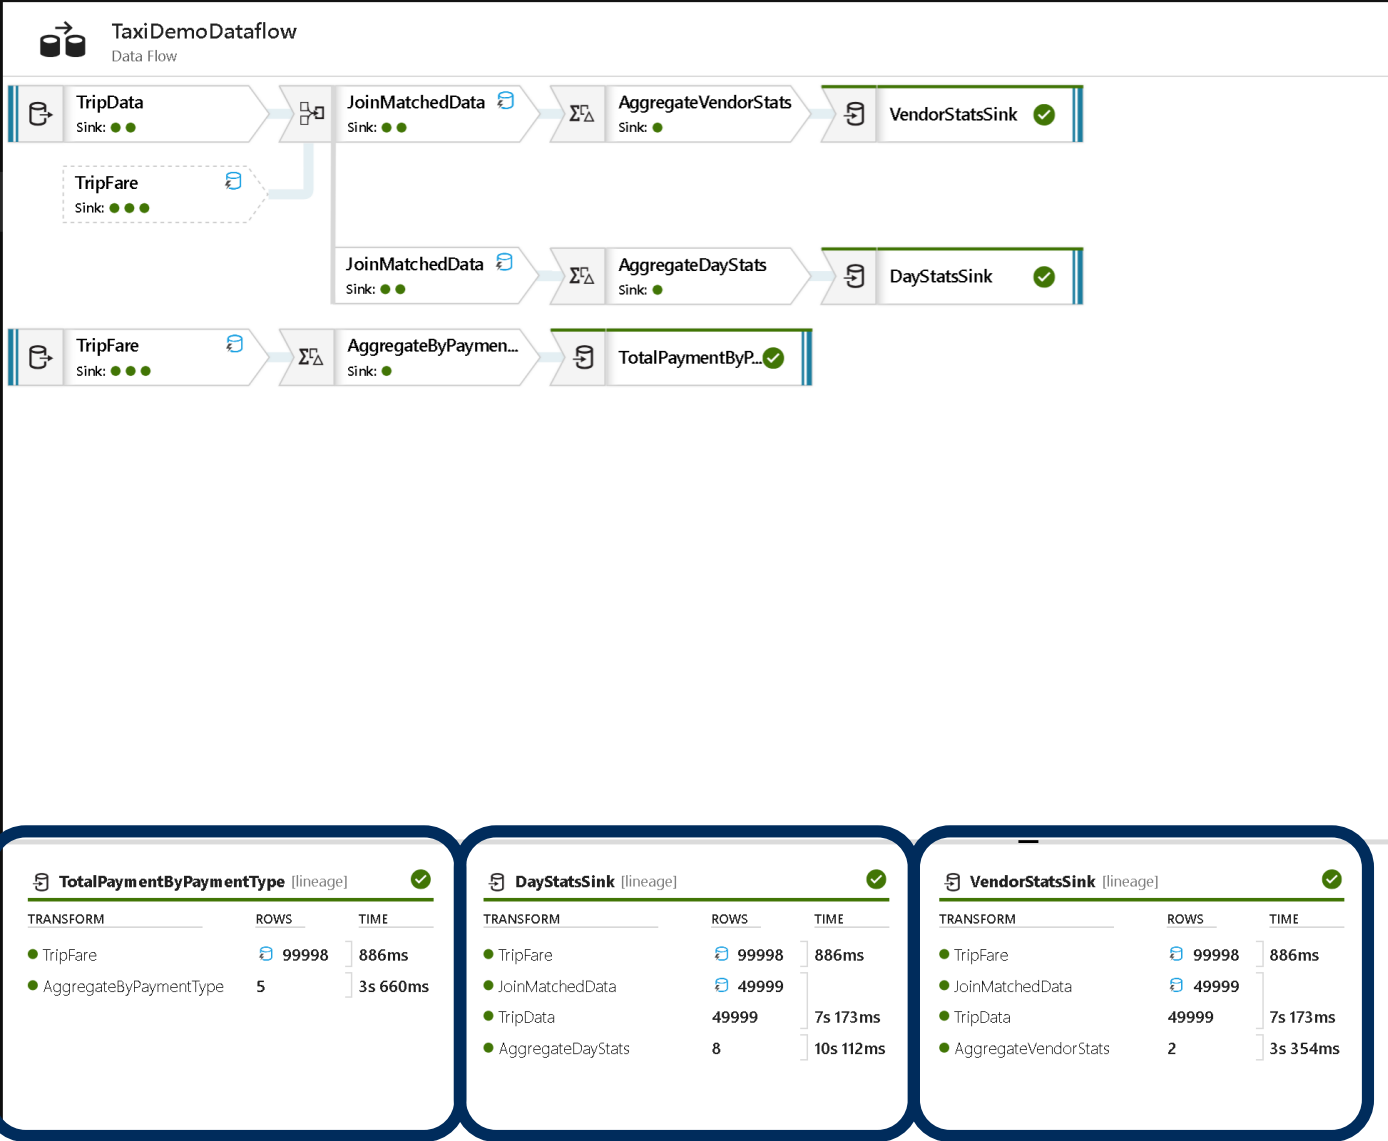 TaxiDemoDataflow
Data Flow
TripData
Sink:
JoinMatchedData
Sink:
AggregateVendorStats
Sink:
VendorStatsSink
TripFare
Sink:
JoinMatchedData
Sink:
AggregateDayStats
Sink:
DayStatsSink
TripFare
Sink:
AggregateByPaymen...
Sink:
TotalPaymentByP...
TotalPaymentByPaymentType [lineage]
TRANSFORM ROWS TIME
TripFare 99998 886ms
AggregateByPaymentType 5 3s 660ms
DayStatsSink [lineage]
TRANSFORM ROWS TIME
TripFare 99998 886ms
JoinMatchedData 49999
TripData 49999 7s 173ms
AggregateDayStats 8 10s 112ms
VendorStatsSink [lineage]
TRANSFORM ROWS TIME
TripFare 99998 886ms
JoinMatchedData 49999
TripData 49999 7s 173ms
AggregateVendorStats 2 3s 354ms